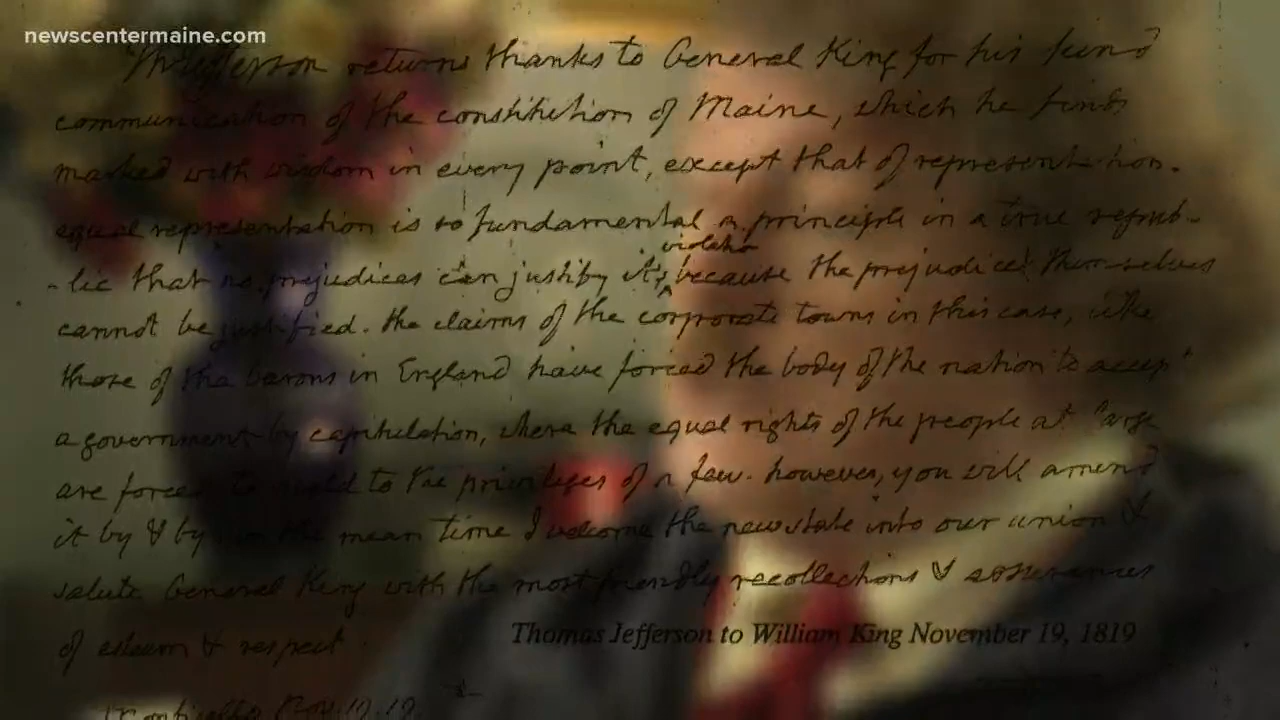 newscentermaine.com
Th: Jefferson returns thanks to General King for his kind
communication of the constitution of Maine, which he finds
marked with wisdom in every point, except that of representation.
equal representation is so fundamental a principle in a true repub-
-lic that no prejudices can justify it's violation because the prejudices themselves
cannot be justified. the claims of the corporate towns in this case, like
those of the barons in England have forced the body of the nation to accept
a government by capitulation, where the equal rights of the people at large
are forced to yield to the privileges of a few. however, you will amend
it by & by. in the mean time I welcome the new state into our union &
salute General King with the most friendly recollections & assurances
of esteem & respect
Thomas Jefferson to William King November 19, 1819
Monticello Nov. 19. 19.